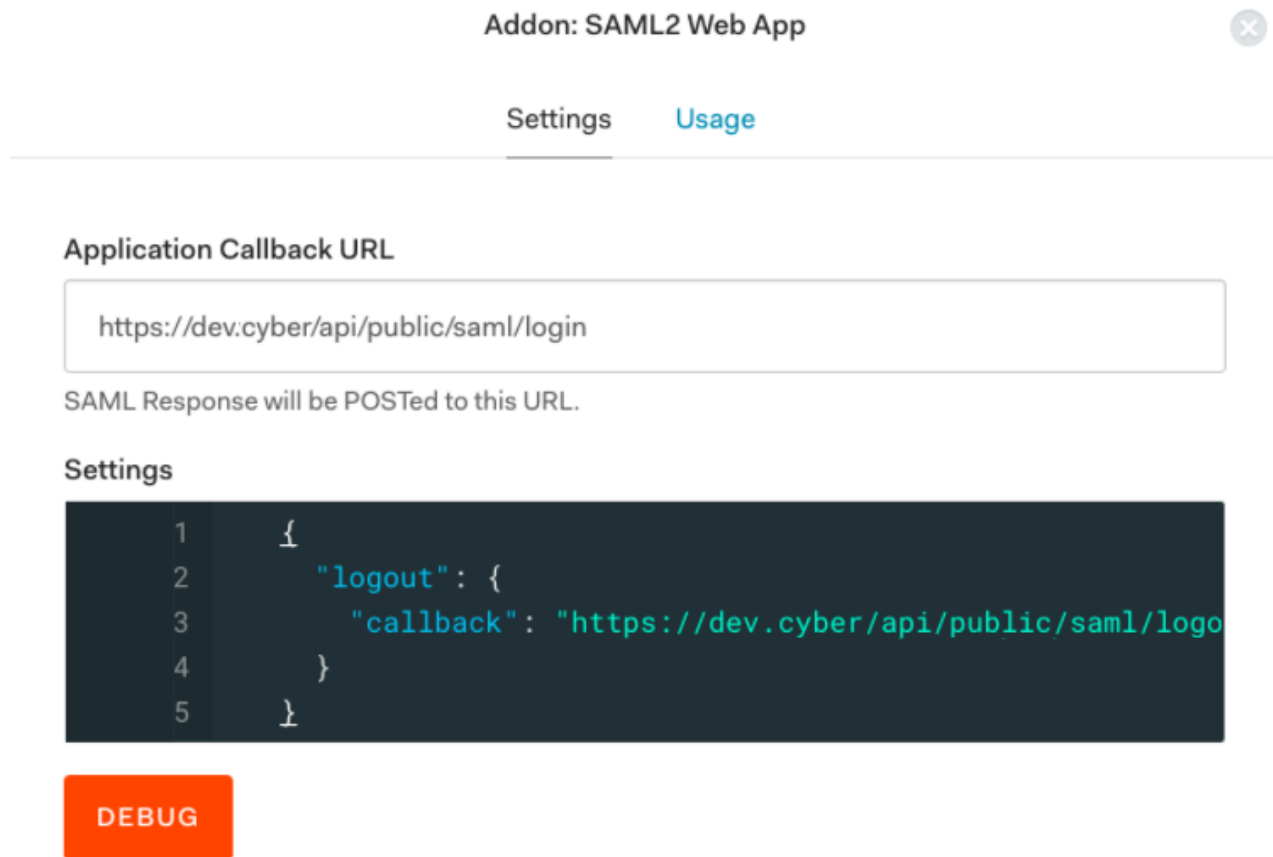 Addon: SAML2 Web App
Settings Usage
Application Callback URL
https://dev.cyber/api/public/saml/login
SAML Response will be POSTed to this URL.
Settings
1 {
2 "logout": {
3 "callback": "https://dev.cyber/api/public/saml/logo
4 }
5 }
DEBUG